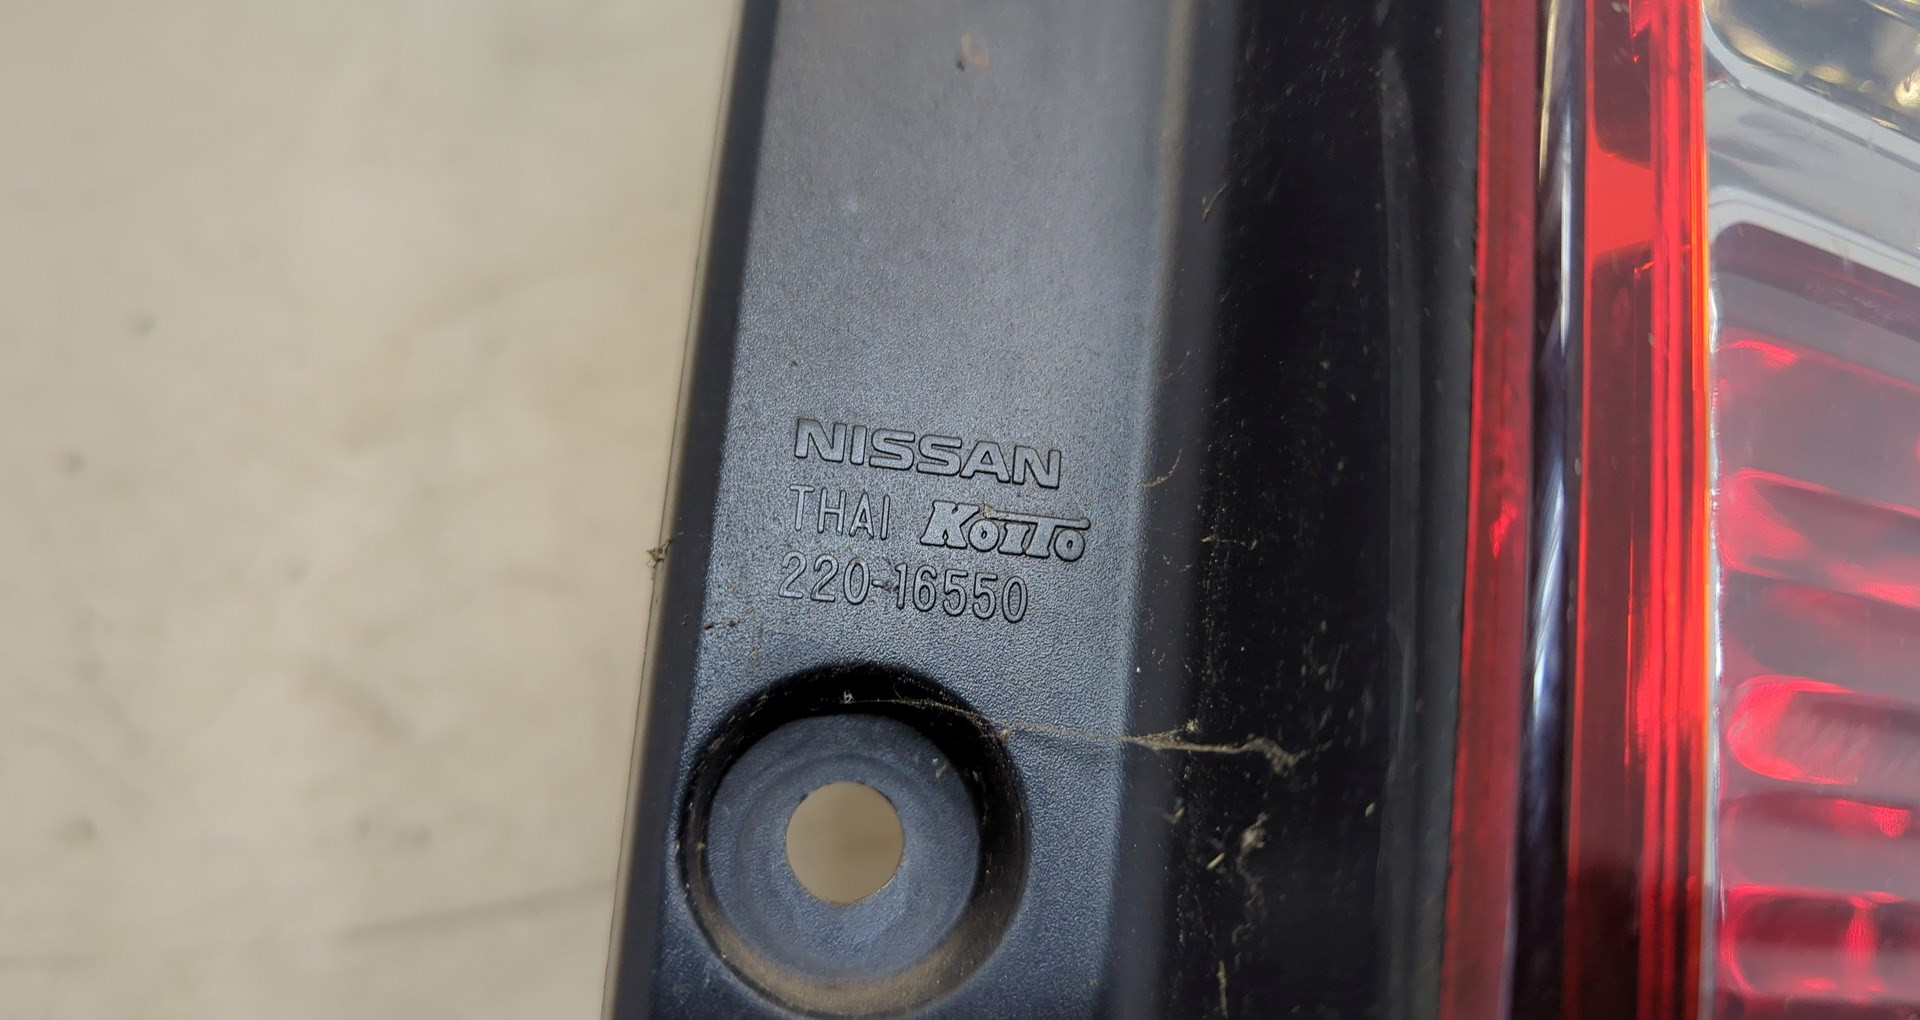 NISSAN
THAI KOITO
220-16550